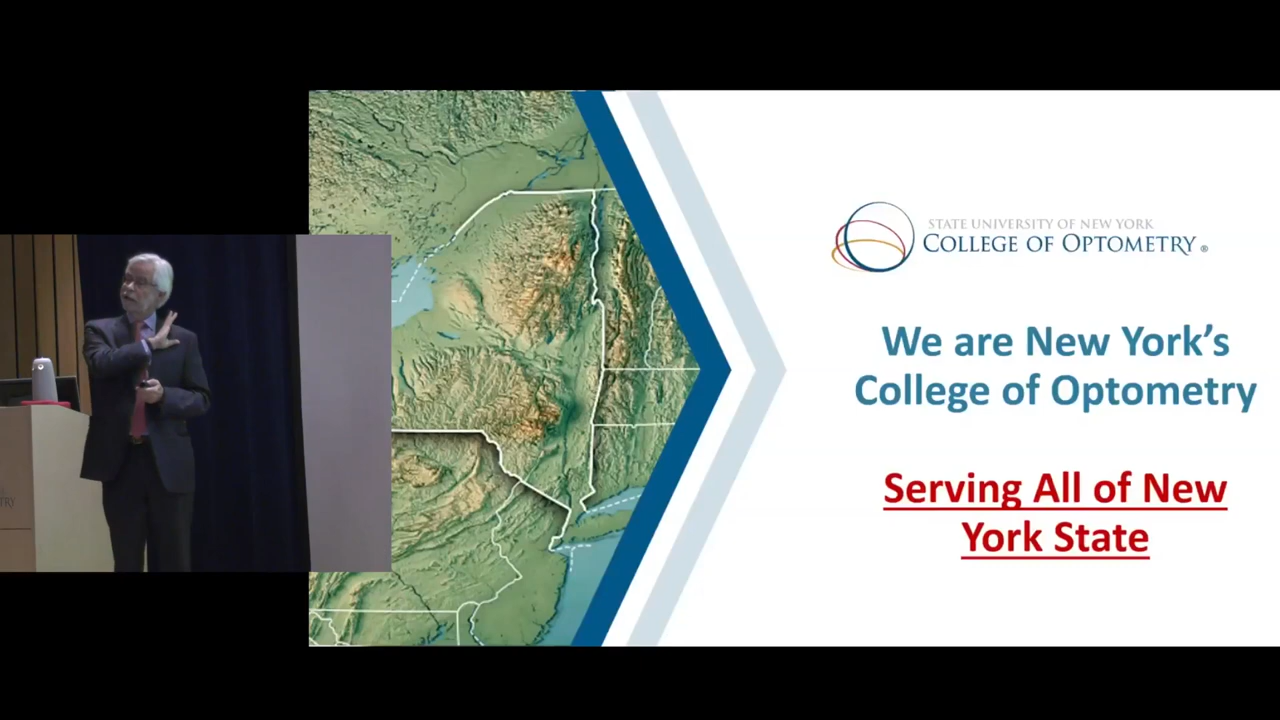 STATE UNIVERSITY OF NEW YORK
COLLEGE OF OPTOMETRY®
We are New York's
College of Optometry
Serving All of New
York State